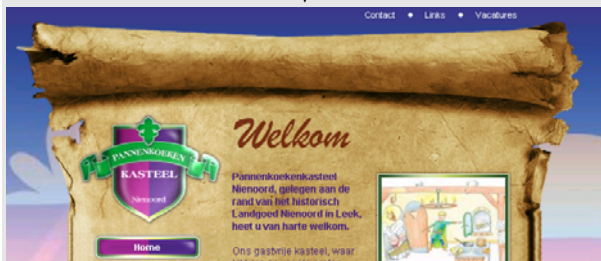 Contact • Links • Vacatures
Welkom
PANNENKOEKEN
KASTEEL
Nienoord
Home
Pannenkoekenkasteel
Nienoord, gelegen aan de
rand van het historisch
Landgoed Nienoord in Leek,
heet u van harte welkom.
Ons gastvrije kasteel, waar